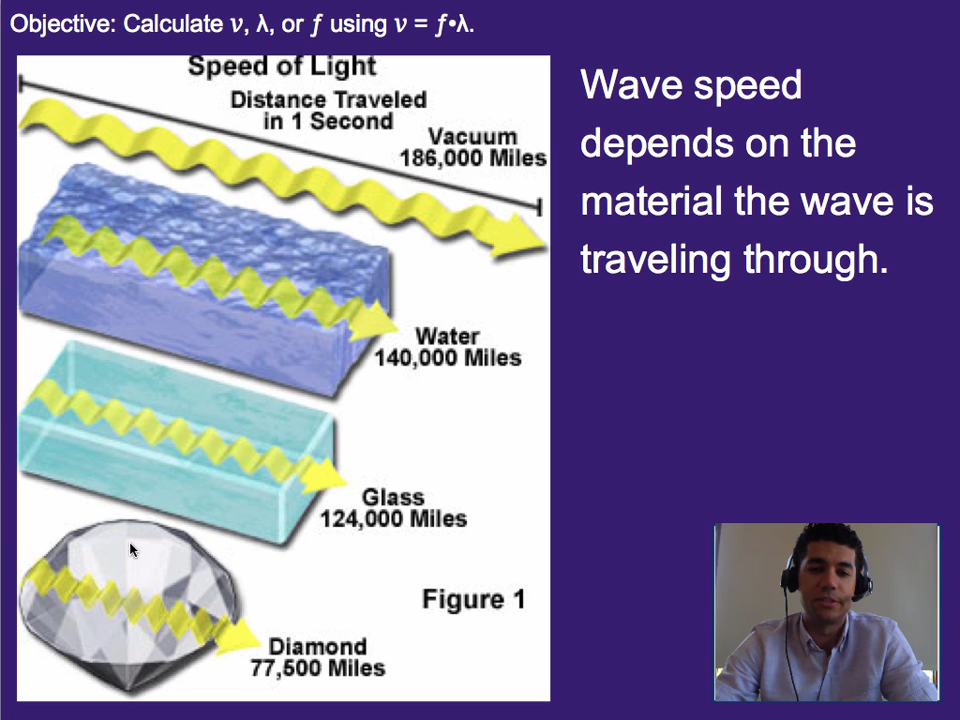 Objective: Calculate v, λ, or ƒ using v = ƒ•λ.
Speed of Light
Distance Traveled
in 1 Second
Vacuum
186,000 Miles
Water
140,000 Miles
Glass
124,000 Miles
Figure 1
Diamond
77,500 Miles
Wave speed
depends on the
material the wave is
traveling through.